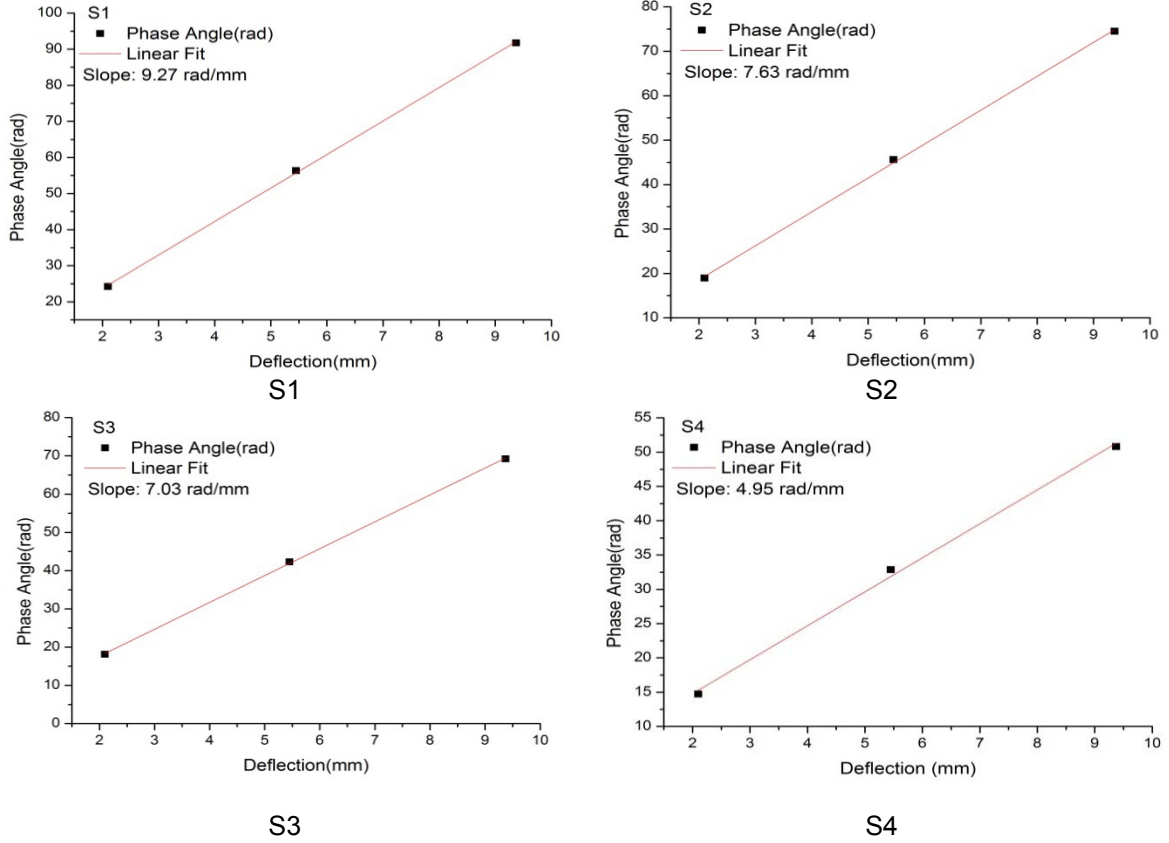 S1
Phase Angle(rad)
Linear Fit
Slope: 9.27 rad/mm
100
90
80
70
60
50
40
30
20
Phase Angle(rad)
2 3 4 5 6 7 8 9 10
Deflection(mm)
S1
S2
Phase Angle(rad)
Linear Fit
Slope: 7.63 rad/mm
80
70
60
50
40
30
20
10
Phase Angle(rad)
2 3 4 5 6 7 8 9 10
Deflection(mm)
S2
S3
Phase Angle(rad)
Linear Fit
Slope: 7.03 rad/mm
80
70
60
50
40
30
20
10
0
Phase Angle(rad)
2 3 4 5 6 7 8 9 10
Deflection(mm)
S3
S4
Phase Angle(rad)
Linear Fit
Slope: 4.95 rad/mm
55
50
45
40
35
30
25
20
15
10
Phase Angle(rad)
2 3 4 5 6 7 8 9 10
Deflection (mm)
S4